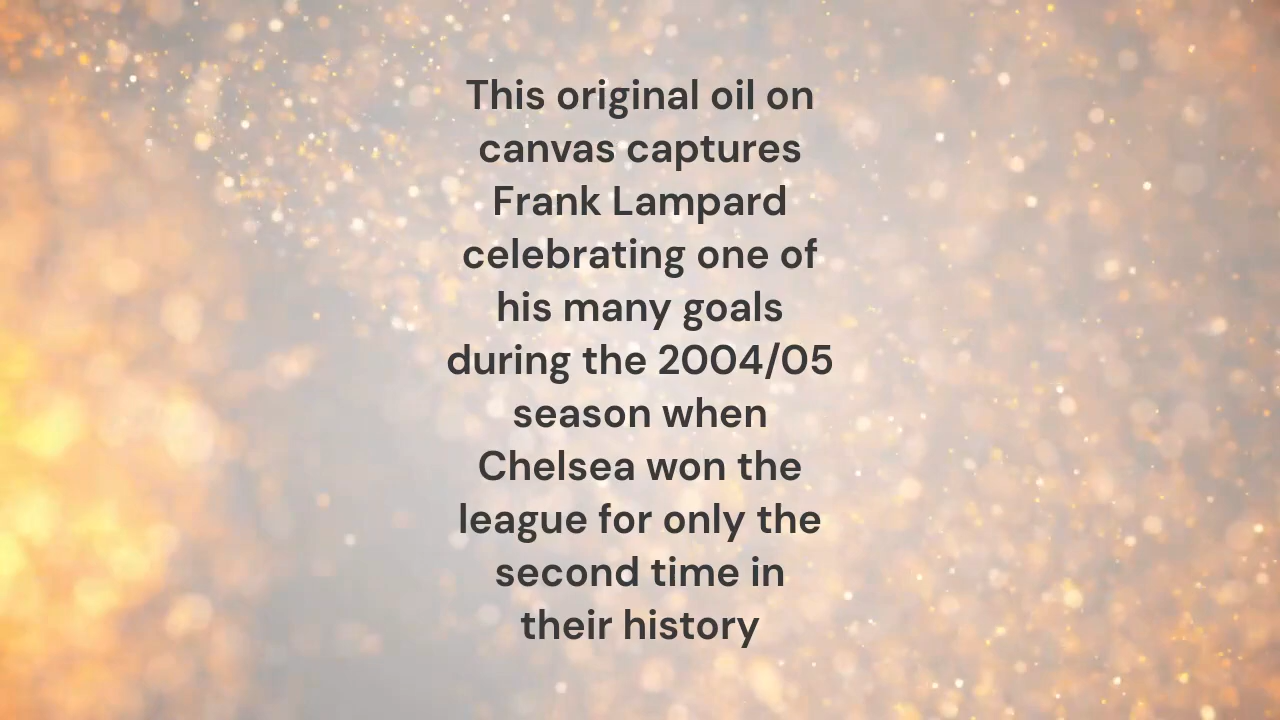 This original oil on
canvas captures
Frank Lampard
celebrating one of
his many goals
during the 2004/05
season when
Chelsea won the
league for only the
second time in
their history